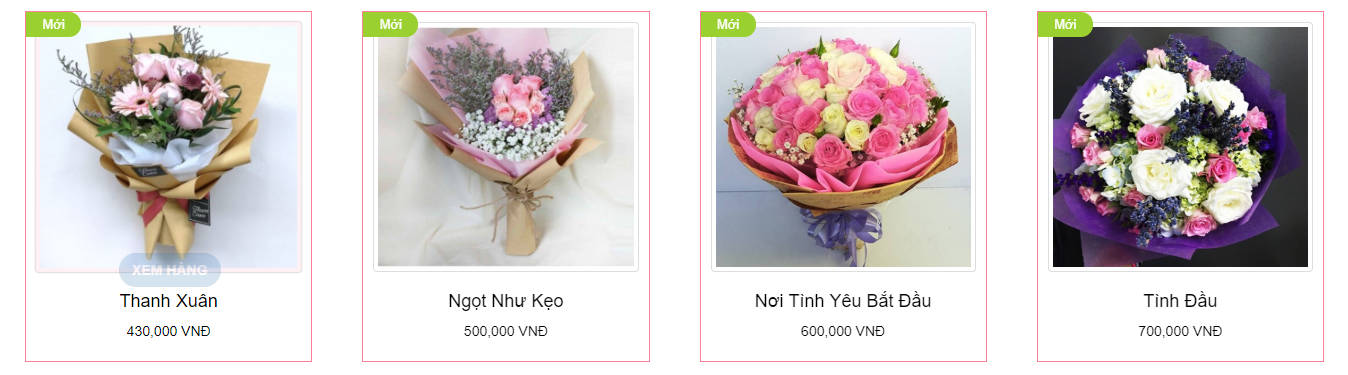 Mới
XEM HÀNG
Thanh Xuân
430,000 VNĐ
Mới
Ngọt Như Kẹo
500,000 VNĐ
Mới
Nơi Tình Yêu Bắt Đầu
600,000 VNĐ
Mới
Tình Đầu
700,000 VNĐ